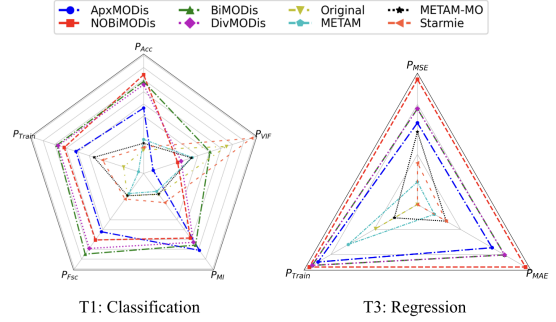 ApxMODis BiMODis Original METAM-MO
NOBiMODis DivMODis METAM Starmie
P_Acc
P_VIF
P_MI
P_Fsc
P_Train
P_MSE
P_MAE
P_Train
T1: Classification T3: Regression